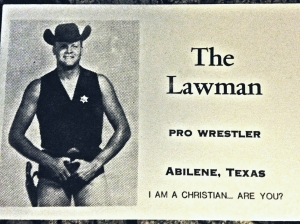 The
Lawman
PRO WRESTLER
ABILENE, TEXAS
I AM A CHRISTIAN... ARE YOU?